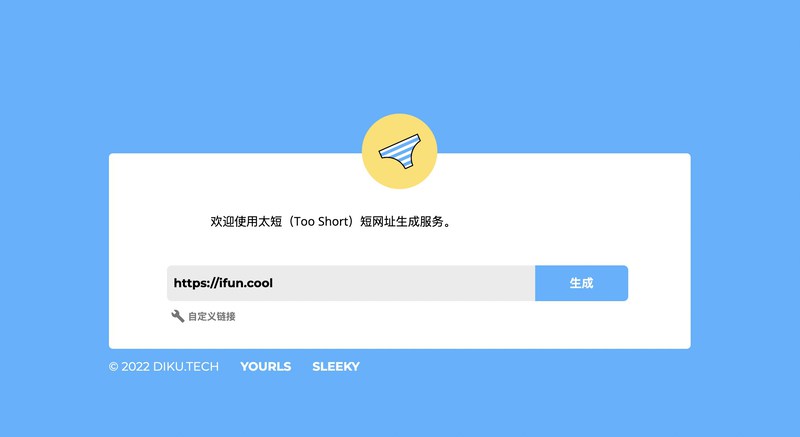 欢迎使用太短（Too Short）短网址生成服务。
https://ifun.cool
生成
自定义链接
© 2022 DIKU.TECH YOURLS SLEEKY